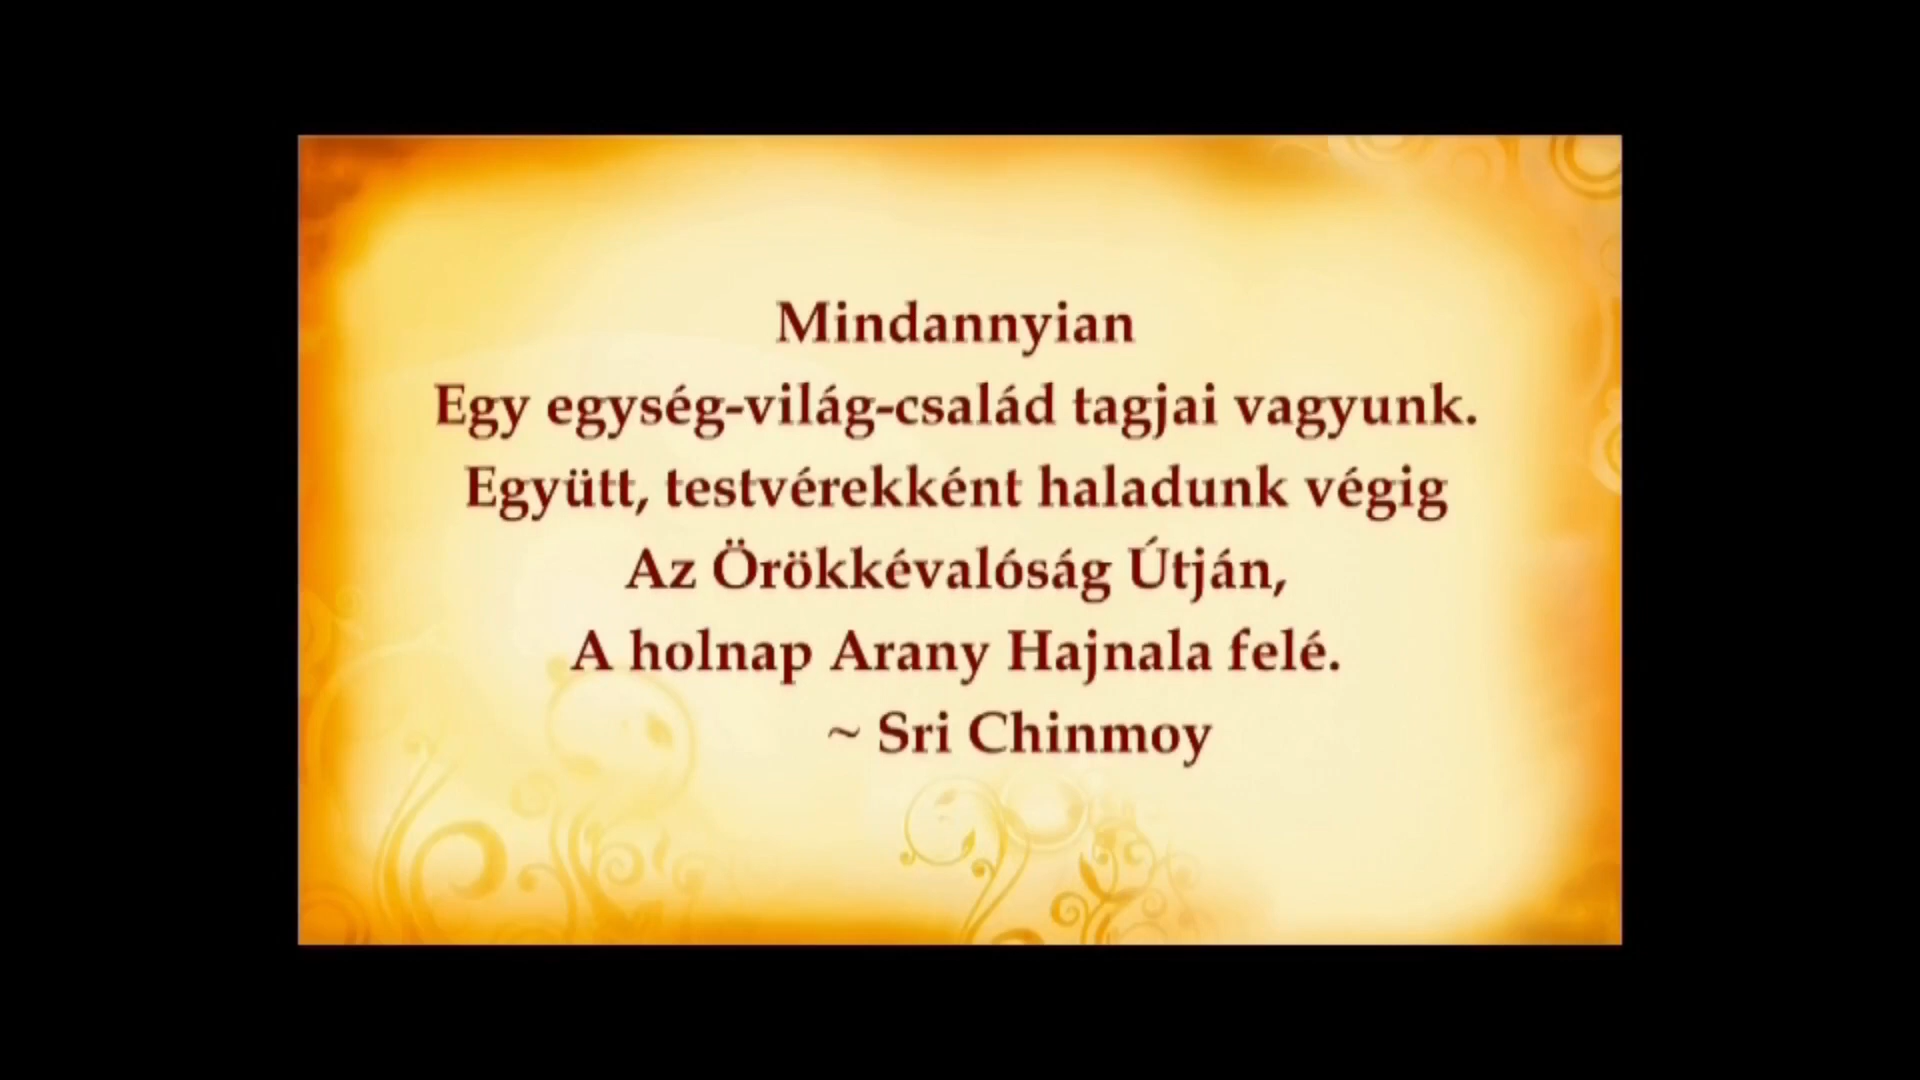 Mindannyian
Egy egység-világ-család tagjai vagyunk.
Együtt, testvérekként haladunk végig
Az Örökkévalóság Útján,
A holnap Arany Hajnala felé.
~ Sri Chinmoy